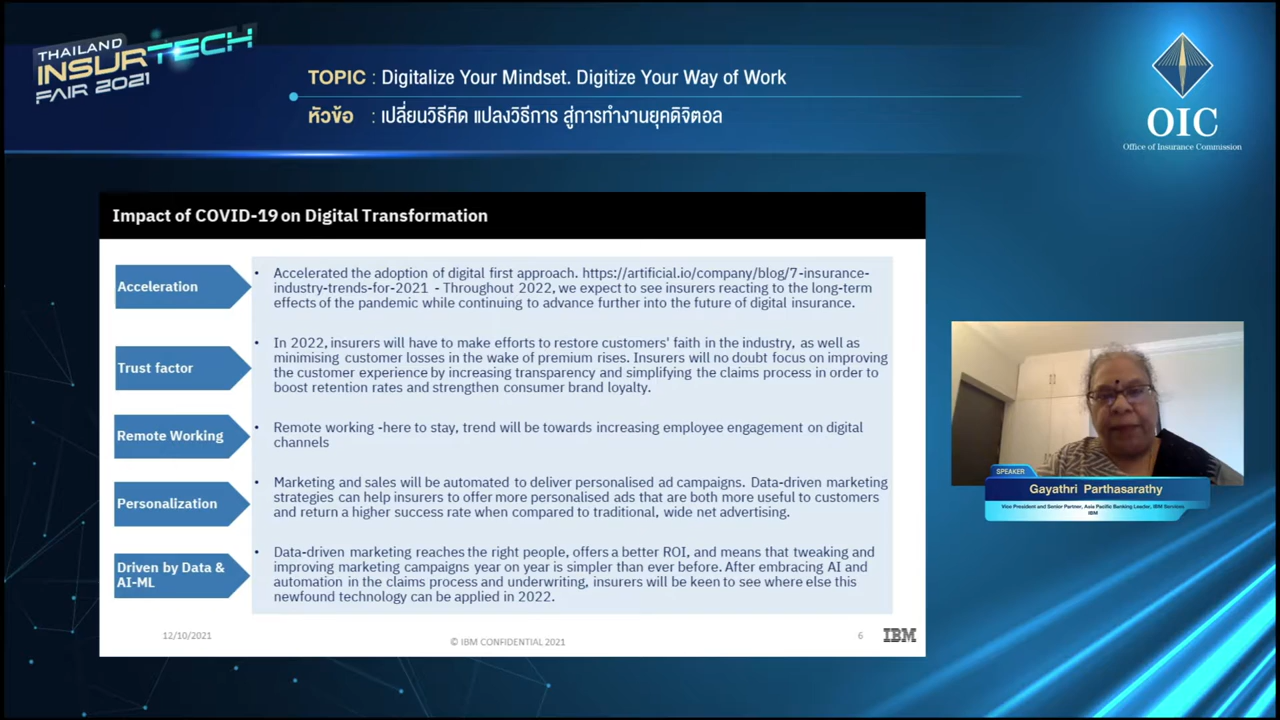 THAILAND
INSURTECH
FAIR 2021
TOPIC : Digitalize Your Mindset. Digitize Your Way of Work
หัวข้อ : เปลี่ยนวิธีคิด แปลงวิธีการ สู่การทำงานยุคดิจิตอล
OIC
Office of Insurance Commission
Impact of COVID-19 on Digital Transformation
Acceleration
• Accelerated the adoption of digital first approach. https://artificial.io/company/blog/7-insurance-
industry-trends-for-2021 - Throughout 2022, we expect to see insurers reacting to the long-term
effects of the pandemic while continuing to advance further into the future of digital insurance.
Trust factor
• In 2022, insurers will have to make efforts to restore customers' faith in the industry, as well as
minimising customer losses in the wake of premium rises. Insurers will no doubt focus on improving
the customer experience by increasing transparency and simplifying the claims process in order to
boost retention rates and strengthen consumer brand loyalty.
Remote Working
• Remote working -here to stay, trend will be towards increasing employee engagement on digital
channels
Personalization
• Marketing and sales will be automated to deliver personalised ad campaigns. Data-driven marketing
strategies can help insurers to offer more personalised ads that are both more useful to customers
and return a higher success rate when compared to traditional, wide net advertising.
Driven by Data &
AI-ML
• Data-driven marketing reaches the right people, offers a better ROI, and means that tweaking and
improving marketing campaigns year on year is simpler than ever before. After embracing AI and
automation in the claims process and underwriting, insurers will be keen to see where else this
newfound technology can be applied in 2022.
12/10/2021
© IBM CONFIDENTIAL 2021
6
IBM
SPEAKER
Gayathri Parthasarathy
Vice President and Senior Partner, Asia Pasific Banking Leader, IBM Services
IBM